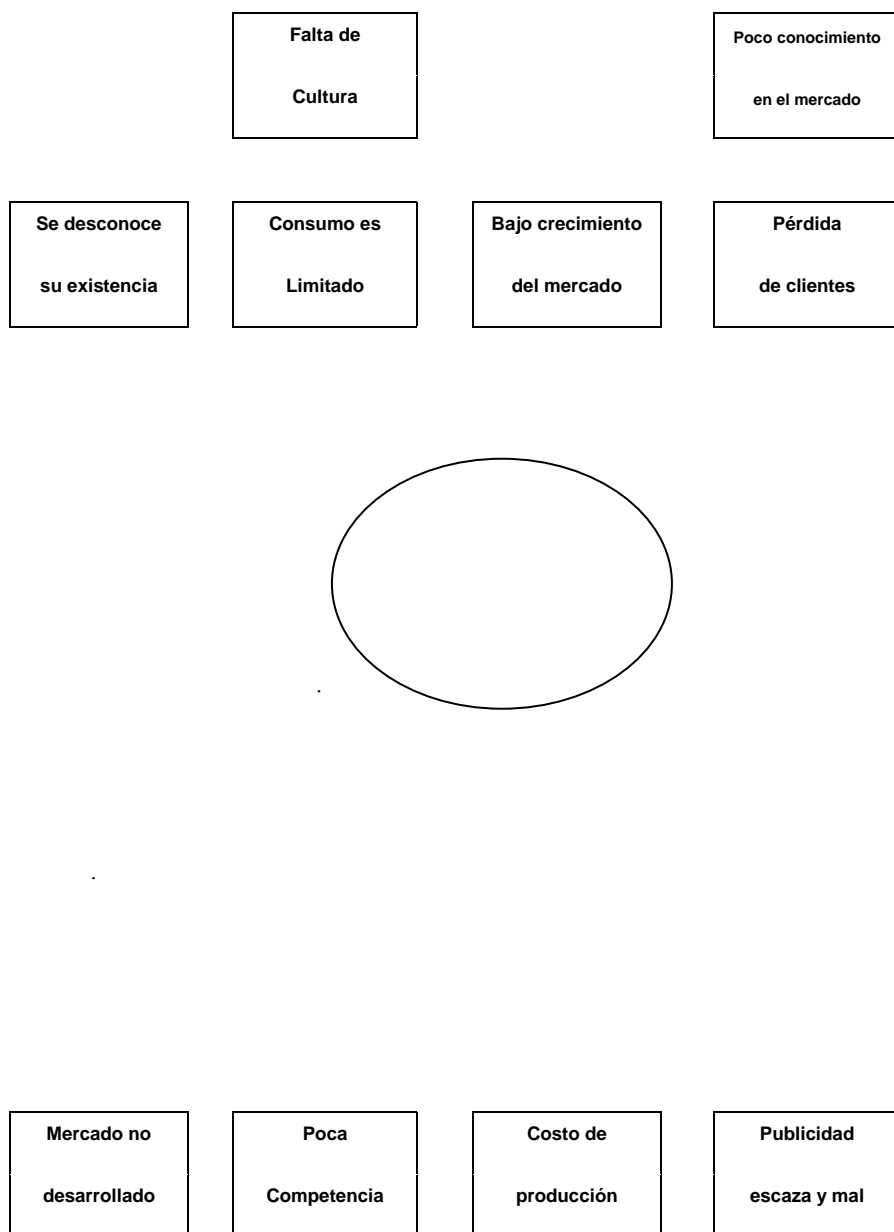 Falta de
Cultura
Poco conocimiento
en el mercado
Se desconoce
su existencia
Consumo es
Limitado
Bajo crecimiento
del mercado
Pérdida
de clientes
Mercado no
desarrollado
Poca
Competencia
Costo de
producción
Publicidad
escaza y mal